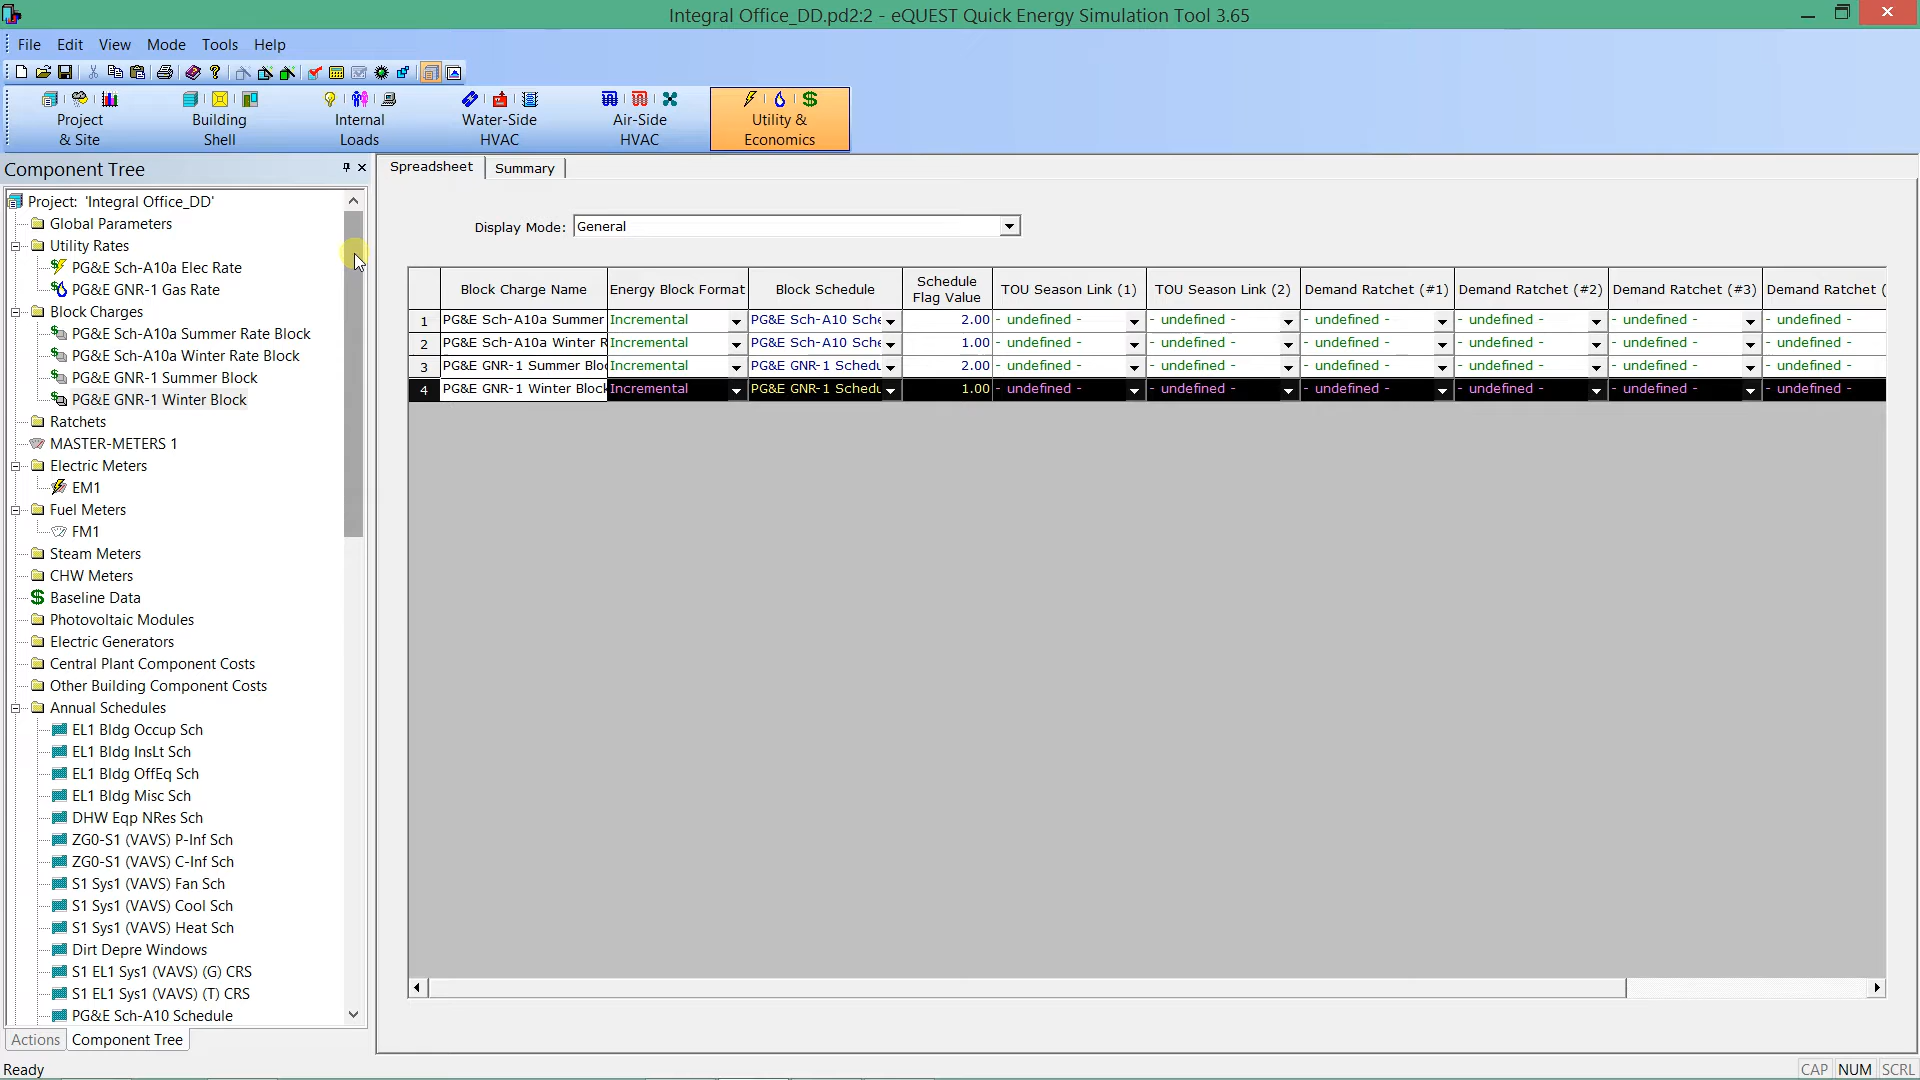 Integral Office_DD.pd2:2 - eQUEST Quick Energy Simulation Tool 3.65
File Edit View Mode Tools Help
Project & Site
Building Shell
Internal Loads
Water-Side HVAC
Air-Side HVAC
Utility & Economics
Component Tree
Project: 'Integral Office_DD'
Global Parameters
Utility Rates
PG&E Sch-A10a Elec Rate
PG&E GNR-1 Gas Rate
Block Charges
PG&E Sch-A10a Summer Rate Block
PG&E Sch-A10a Winter Rate Block
PG&E GNR-1 Summer Block
PG&E GNR-1 Winter Block
Ratchets
MASTER-METERS 1
Electric Meters
EM1
Fuel Meters
FM1
Steam Meters
CHW Meters
Baseline Data
Photovoltaic Modules
Electric Generators
Central Plant Component Costs
Other Building Component Costs
Annual Schedules
EL1 Bldg Occup Sch
EL1 Bldg InsLt Sch
EL1 Bldg OffEq Sch
EL1 Bldg Misc Sch
DHW Eqp NRes Sch
ZG0-S1 (VAVS) P-Inf Sch
ZG0-S1 (VAVS) C-Inf Sch
S1 Sys1 (VAVS) Fan Sch
S1 Sys1 (VAVS) Cool Sch
S1 Sys1 (VAVS) Heat Sch
Dirt Depre Windows
S1 EL1 Sys1 (VAVS) (G) CRS
S1 EL1 Sys1 (VAVS) (T) CRS
PG&E Sch-A10 Schedule
Actions Component Tree
Spreadsheet Summary
Display Mode: General
Block Charge Name Energy Block Format Block Schedule Schedule Flag Value TOU Season Link (1) TOU Season Link (2) Demand Ratchet (#1) Demand Ratchet (#2) Demand Ratchet (#3) Demand Ratchet (
1 PG&E Sch-A10a Summer Incremental PG&E Sch-A10 Sche 2.00 - undefined - - undefined - - undefined - - undefined - - undefined - - undefined -
2 PG&E Sch-A10a Winter R Incremental PG&E Sch-A10 Sche 1.00 - undefined - - undefined - - undefined - - undefined - - undefined - - undefined -
3 PG&E GNR-1 Summer Bloc Incremental PG&E GNR-1 Schedu 2.00 - undefined - - undefined - - undefined - - undefined - - undefined - - undefined -
4 PG&E GNR-1 Winter Block Incremental PG&E GNR-1 Schedu 1.00 - undefined - - undefined - - undefined - - undefined - - undefined - - undefined -
Ready
CAP NUM SCRL